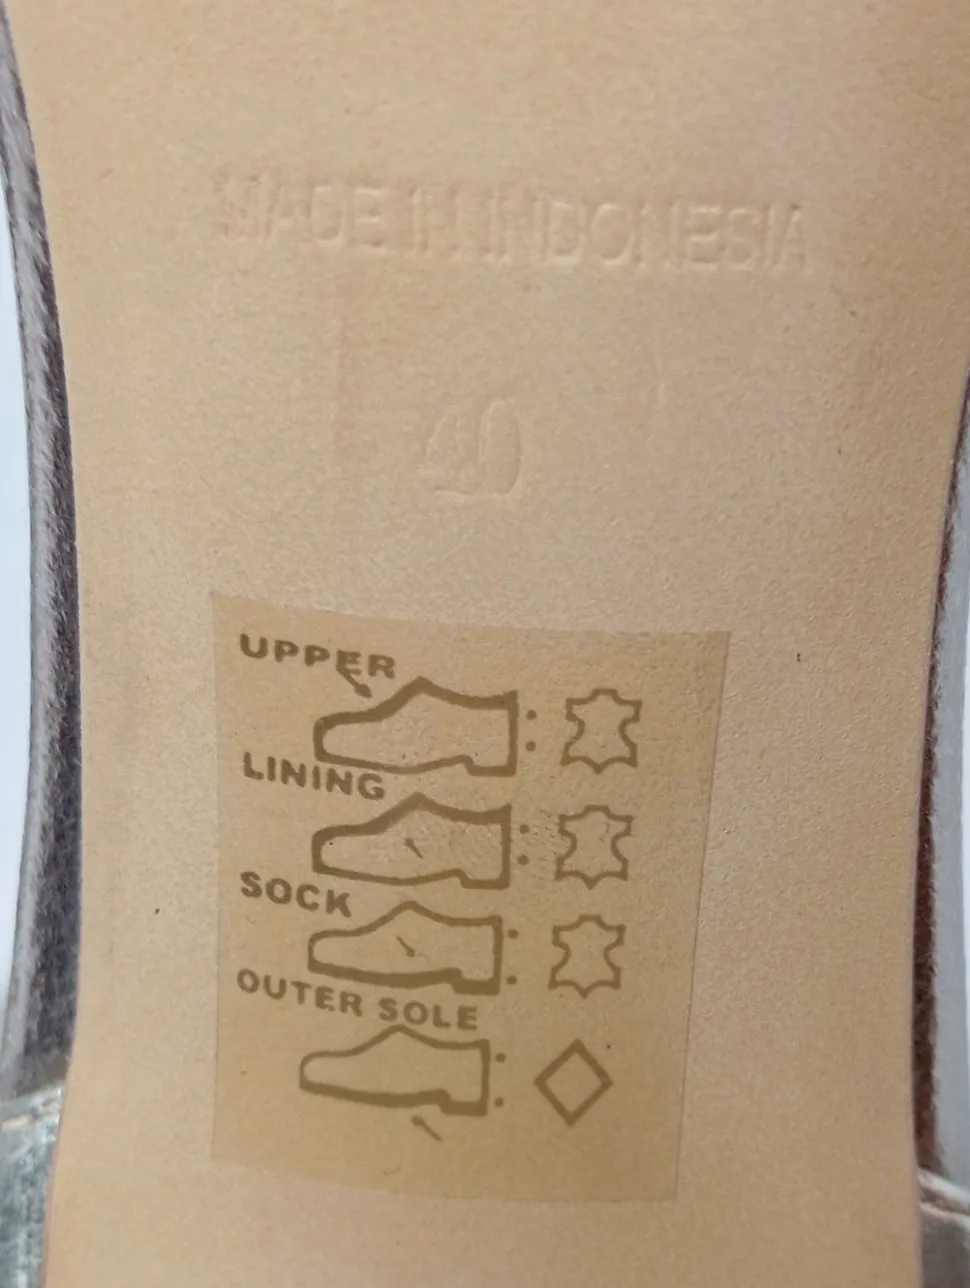 MADE IN INDONESIA
40
UPPER
LINING
SOCK
OUTER SOLE